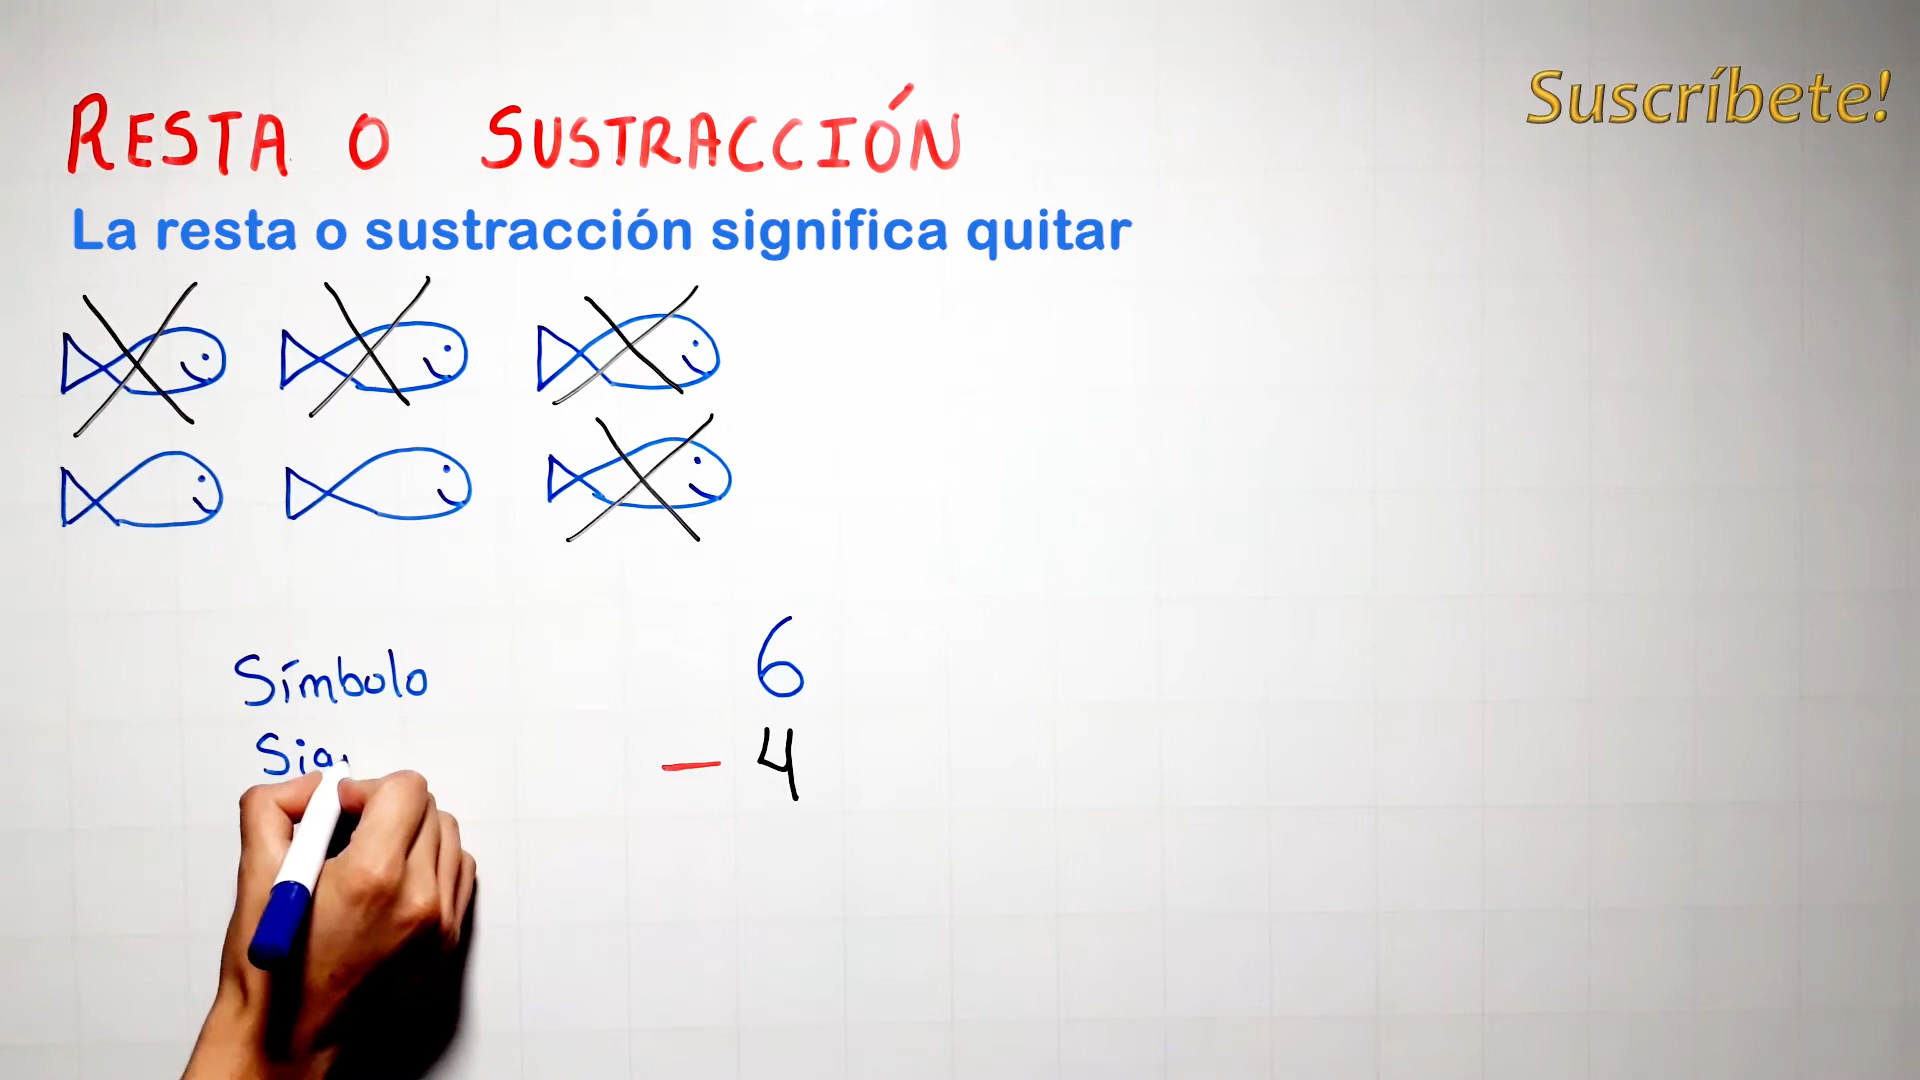 Suscríbete!
RESTA O SUSTRACCIÓN
La resta o sustracción significa quitar
6
Símbolo
- 4